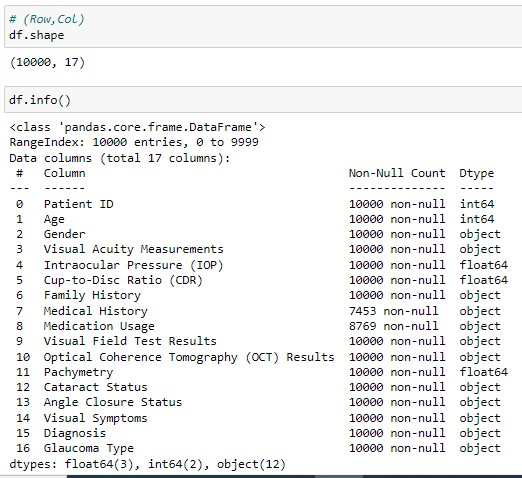 # (Row,Col)
df.shape
(10000, 17)
df.info()
<class 'pandas.core.frame.DataFrame'>
RangeIndex: 10000 entries, 0 to 9999
Data columns (total 17 columns):
 #   Column                                      Non-Null Count  Dtype
---  ------                                      --------------  -----
 0   Patient ID                                  10000 non-null  int64
 1   Age                                         10000 non-null  int64
 2   Gender                                      10000 non-null  object
 3   Visual Acuity Measurements                  10000 non-null  object
 4   Intraocular Pressure (IOP)                  10000 non-null  float64
 5   Cup-to-Disc Ratio (CDR)                     10000 non-null  float64
 6   Family History                              10000 non-null  object
 7   Medical History                             7453 non-null   object
 8   Medication Usage                            8769 non-null   object
 9   Visual Field Test Results                   10000 non-null  object
 10  Optical Coherence Tomography (OCT) Results  10000 non-null  object
 11  Pachymetry                                  10000 non-null  float64
 12  Cataract Status                             10000 non-null  object
 13  Angle Closure Status                        10000 non-null  object
 14  Visual Symptoms                             10000 non-null  object
 15  Diagnosis                                   10000 non-null  object
 16  Glaucoma Type                               10000 non-null  object
dtypes: float64(3), int64(2), object(12)